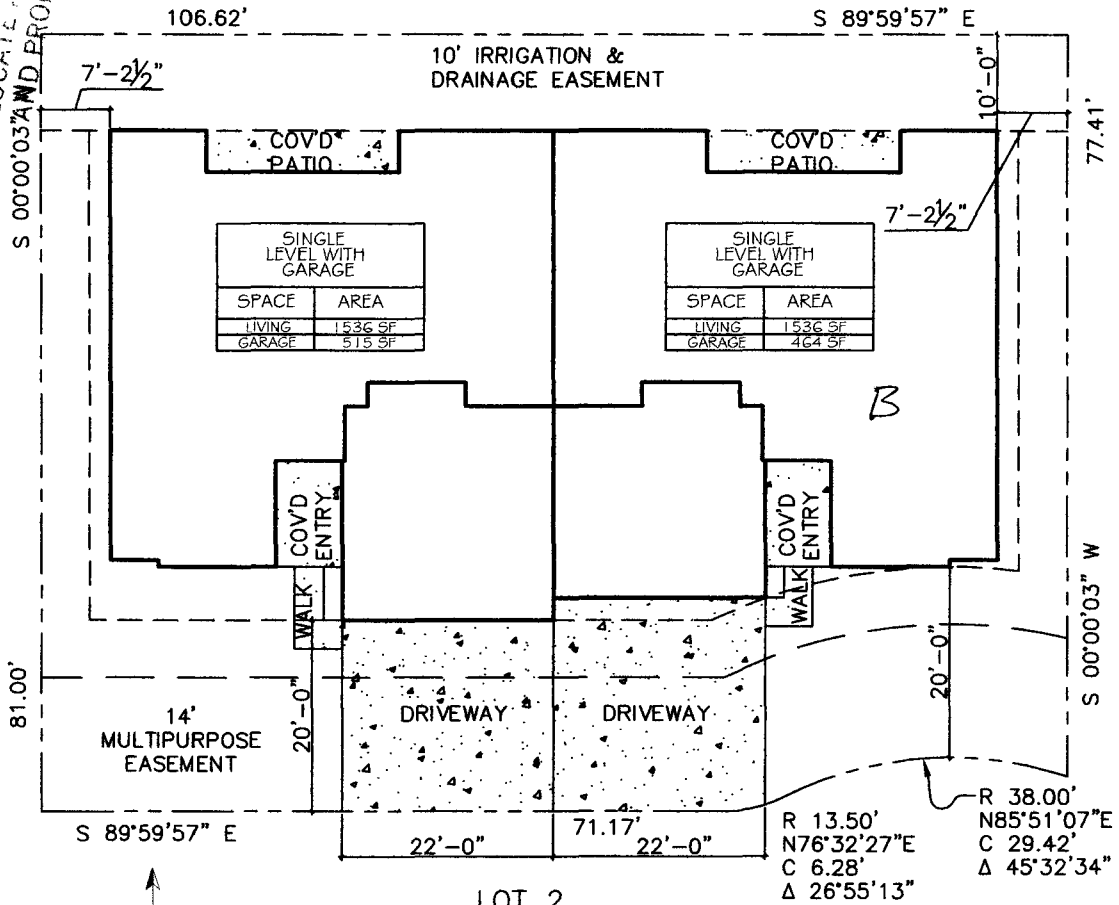 106.62'
S 89°59'57" E
AND PRO
10' IRRIGATION &
DRAINAGE EASEMENT
7'-2½"
10'-0"
77.41'
S 00°00'03"
COV'D
PATIO
COV'D
PATIO
7'-2½"
SINGLE
LEVEL WITH
GARAGE
SPACE AREA
LIVING 1536 SF
GARAGE 515 SF
SINGLE
LEVEL WITH
GARAGE
SPACE AREA
LIVING 1536 SF
GARAGE 464 SF
B
COV'D
ENTRY
COV'D
ENTRY
WALK
WALK
S 00°00'03" W
81.00'
14'
MULTIPURPOSE
EASEMENT
20'-0"
DRIVEWAY
DRIVEWAY
20'-0"
S 89°59'57" E
71.17'
22'-0"
22'-0"
R 13.50'
N76°32'27"E
C 6.28'
Δ 26°55'13"
R 38.00'
N85°51'07"E
C 29.42'
Δ 45°32'34"
LOT 2